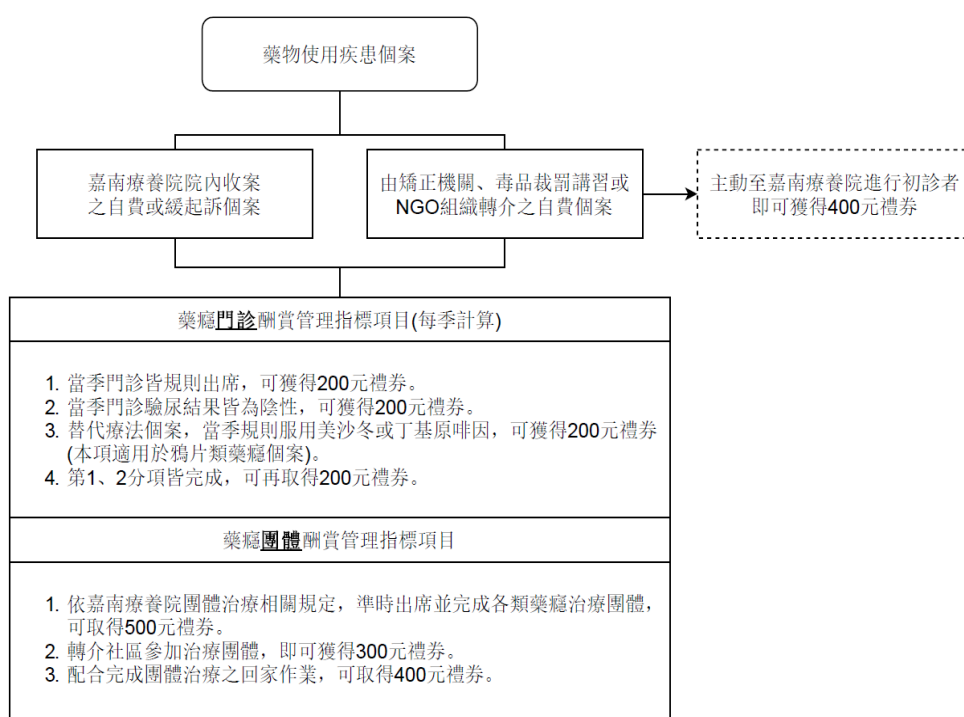 藥物使用疾患個案
嘉南療養院院內收案
之自費或緩起訴個案
由矯正機關、毒品裁罰講習或
NGO組織轉介之自費個案
主動至嘉南療養院進行初診者
即可獲得400元禮券
藥癮門診酬賞管理指標項目(每季計算)
1. 當季門診皆規則出席，可獲得200元禮券。
2. 當季門診驗尿結果皆為陰性，可獲得200元禮券。
3. 替代療法個案，當季規則服用美沙冬或丁基原啡因，可獲得200元禮券
(本項適用於鴉片類藥癮個案)。
4. 第1、2分項皆完成，可再取得200元禮券。
藥癮團體酬賞管理指標項目
1. 依嘉南療養院團體治療相關規定，準時出席並完成各類藥癮治療團體，
可取得500元禮券。
2. 轉介社區參加治療團體，即可獲得300元禮券。
3. 配合完成團體治療之回家作業，可取得400元禮券。